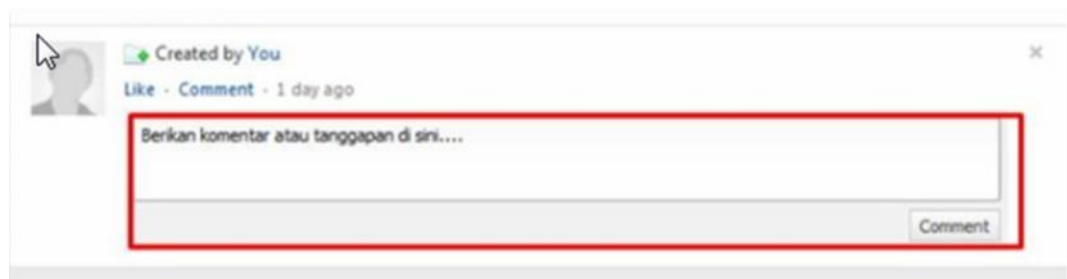 Created by You
Like - Comment - 1 day ago
Berikan komentar atau tanggapan di sini....
Comment